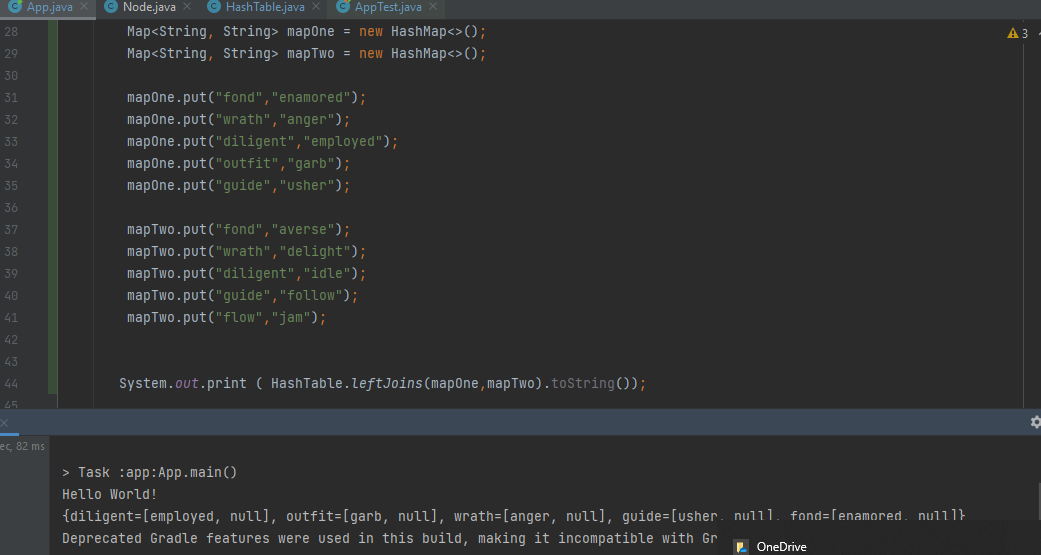 App.java Node.java HashTable.java AppTest.java
28 Map<String, String> mapOne = new HashMap<>(); 3
29 Map<String, String> mapTwo = new HashMap<>();
30
31 mapOne.put("fond","enamored");
32 mapOne.put("wrath","anger");
33 mapOne.put("diligent","employed");
34 mapOne.put("outfit","garb");
35 mapOne.put("guide","usher");
36
37 mapTwo.put("fond","averse");
38 mapTwo.put("wrath","delight");
39 mapTwo.put("diligent","idle");
40 mapTwo.put("guide","follow");
41 mapTwo.put("flow","jam");
42
43
44 System.out.print ( HashTable.leftJoins(mapOne,mapTwo).toString());
45
ec, 82 ms
> Task :app:App.main()
Hello World!
{diligent=[employed, null], outfit=[garb, null], wrath=[anger, null], guide=[usher, null], fond=[enamored, null]}
Deprecated Gradle features were used in this build, making it incompatible with Gr
OneDrive